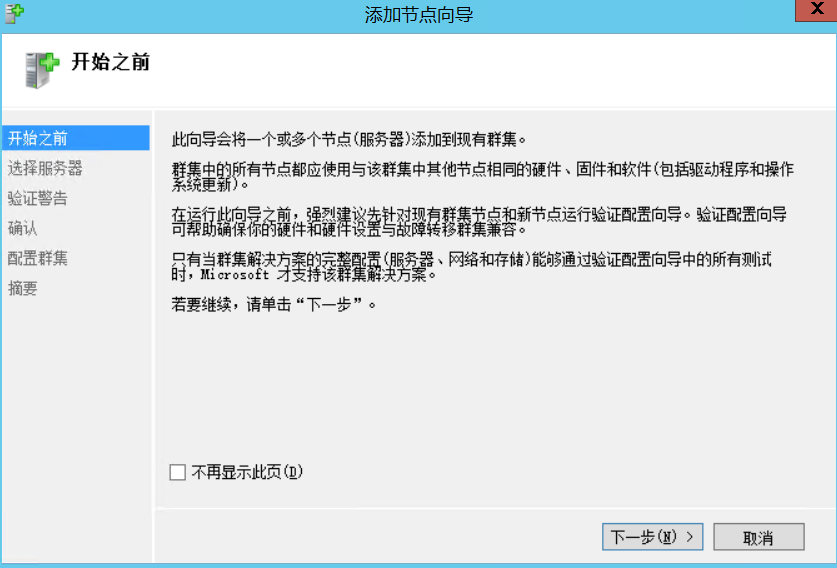 添加节点向导
X
开始之前
开始之前
选择服务器
验证警告
确认
配置群集
摘要
此向导会将一个或多个节点(服务器)添加到现有群集。
群集中的所有节点都应使用与该群集中其他节点相同的硬件、固件和软件(包括驱动程序和操作
系统更新)。
在运行此向导之前，强烈建议先针对现有群集节点和新节点运行验证配置向导。验证配置向导
可帮助确保你的硬件和硬件设置与故障转移群集兼容。
只有当群集解决方案的完整配置(服务器、网络和存储)能够通过验证配置向导中的所有测试
时，Microsoft 才支持该群集解决方案。
若要继续，请单击“下一步”。
不再显示此页(D)
下一步(N) >
取消